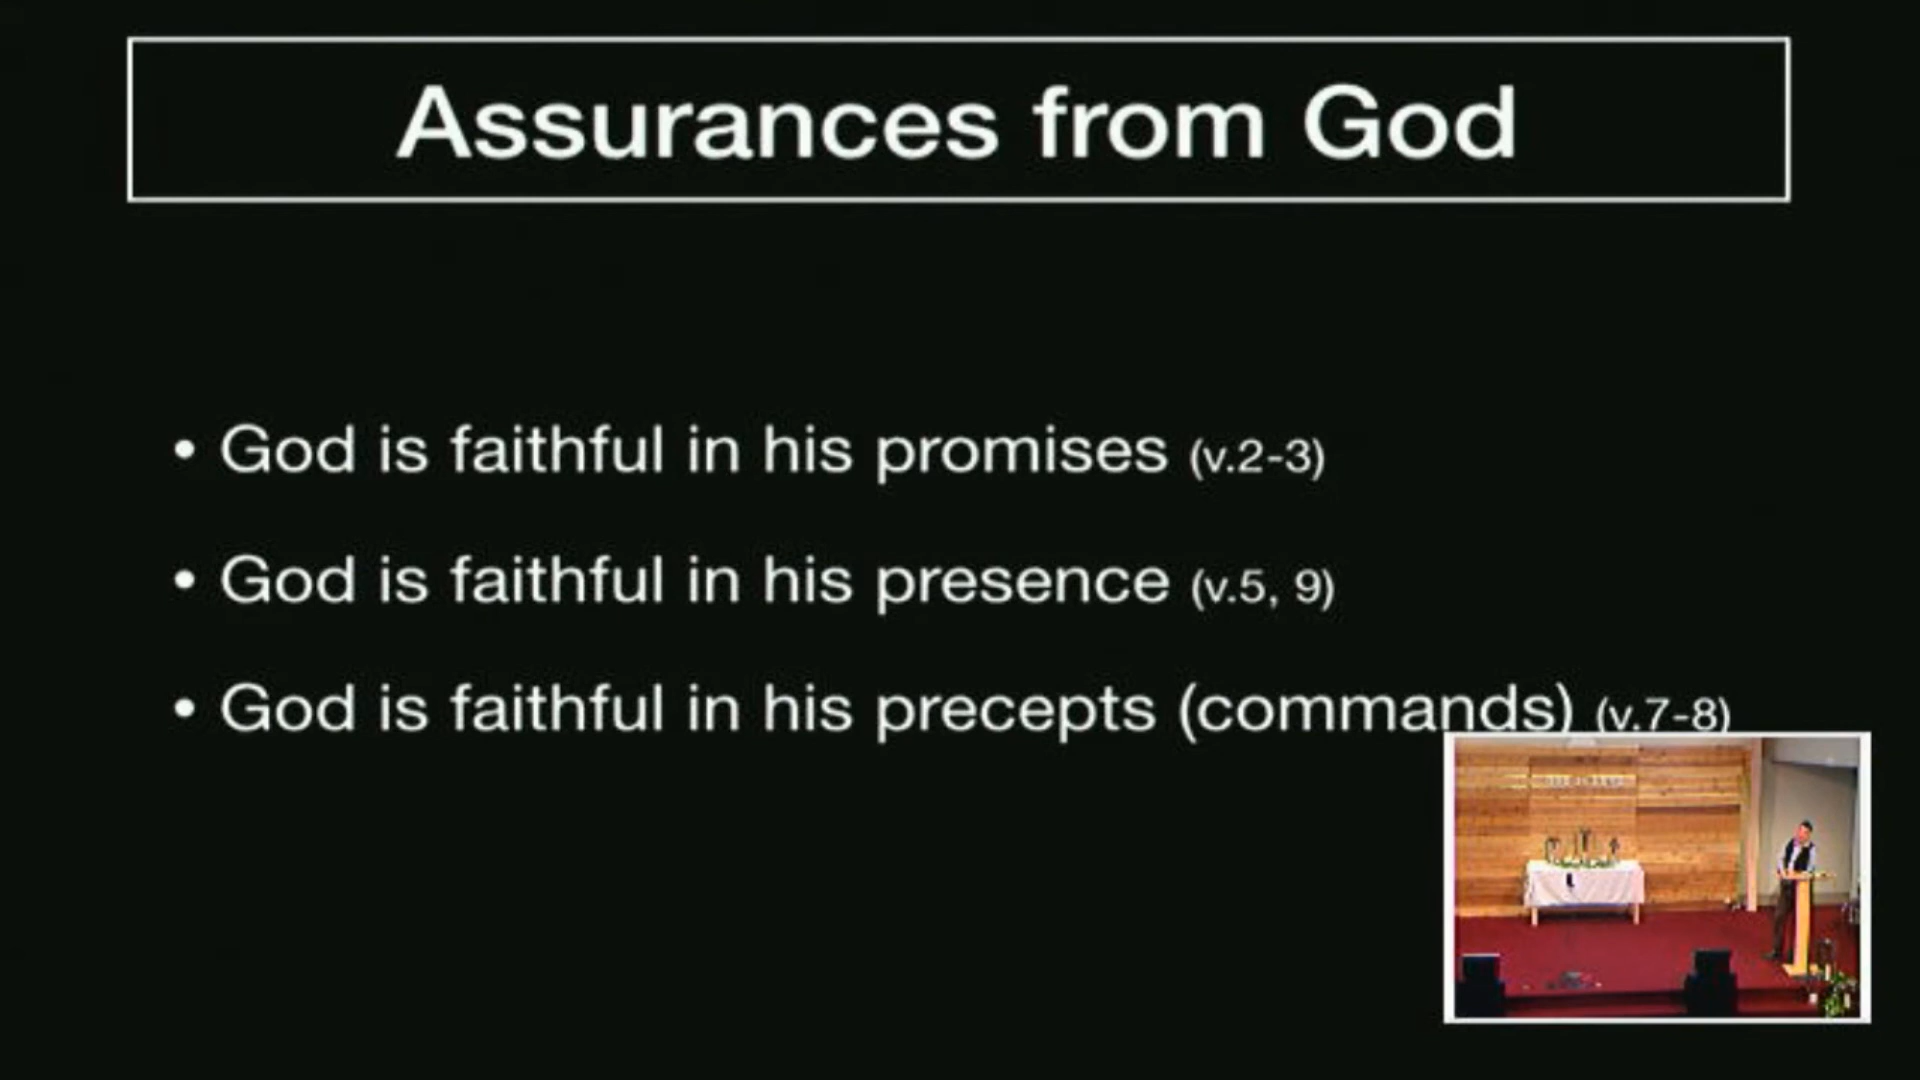 Assurances from God
• God is faithful in his promises (v.2-3)
• God is faithful in his presence (v.5, 9)
• God is faithful in his precepts (commands) (v.7-8)